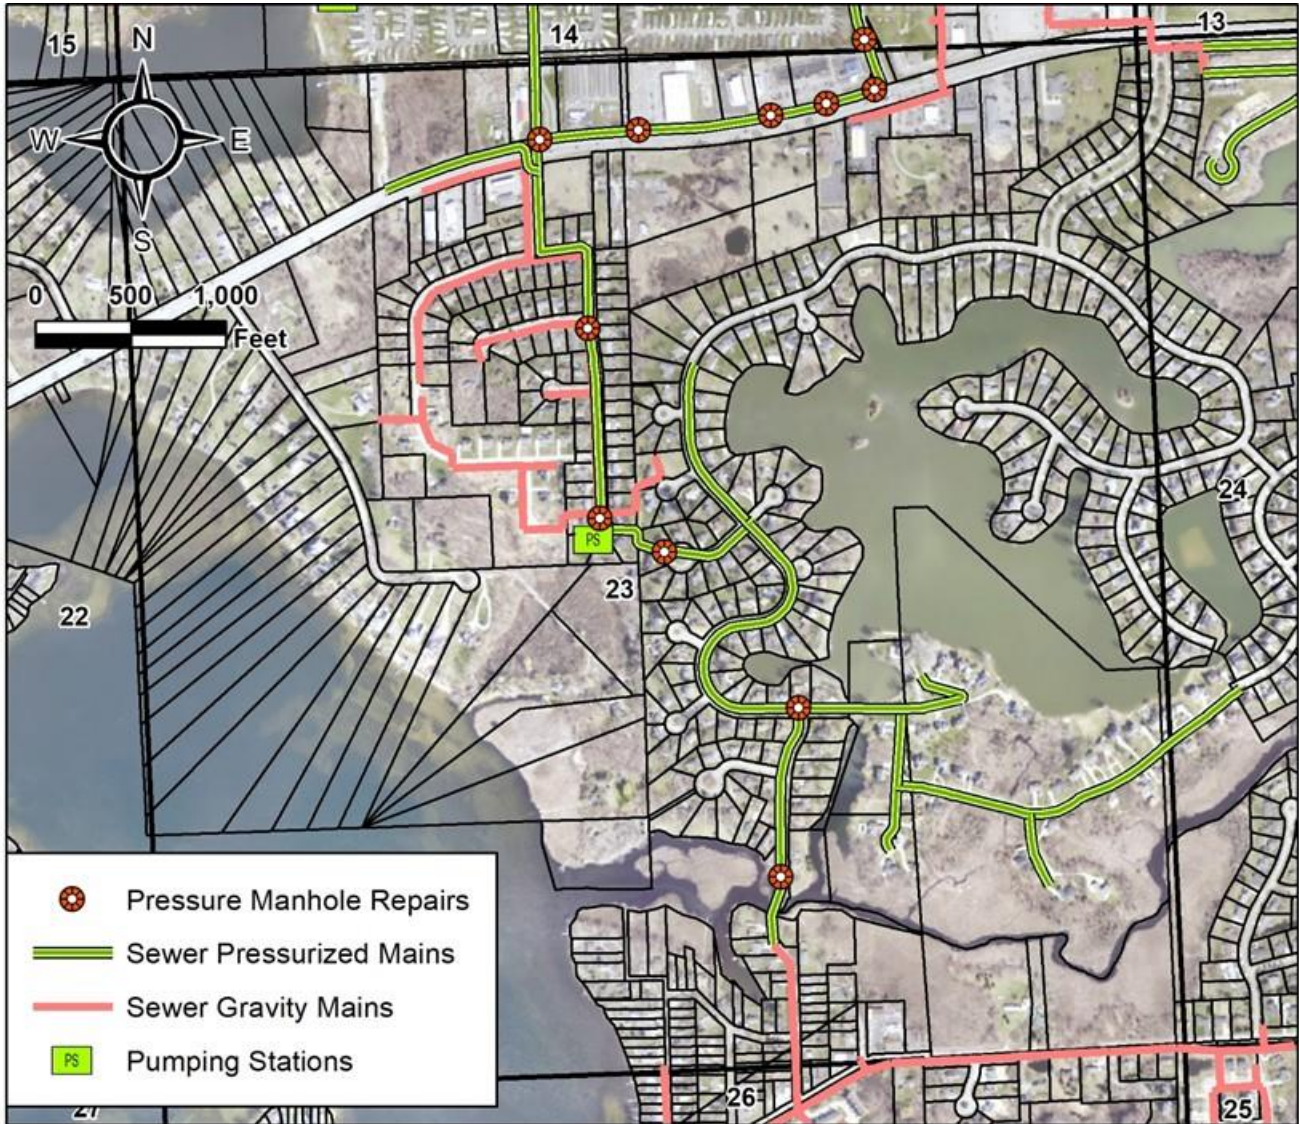 15
N
14
13
W
E
S
0 500 1,000
Feet
24
PS
23
22
Pressure Manhole Repairs
Sewer Pressurized Mains
Sewer Gravity Mains
PS Pumping Stations
27
26
25